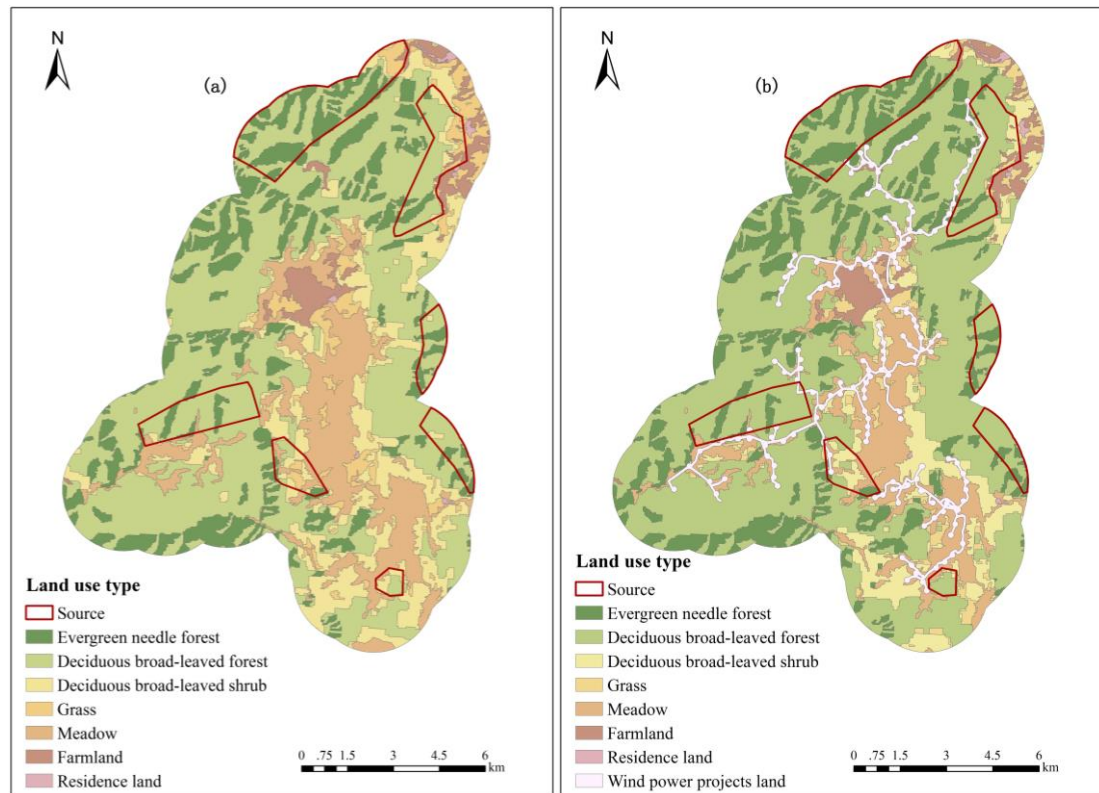 N
(a)
Land use type
Source
Evergreen needle forest
Deciduous broad-leaved forest
Deciduous broad-leaved shrub
Grass
Meadow
Farmland
Residence land
0 .75 1.5 3 4.5 6
km
N
(b)
Land use type
Source
Evergreen needle forest
Deciduous broad-leaved forest
Deciduous broad-leaved shrub
Grass
Meadow
Farmland
Residence land
Wind power projects land
0 .75 1.5 3 4.5 6
km